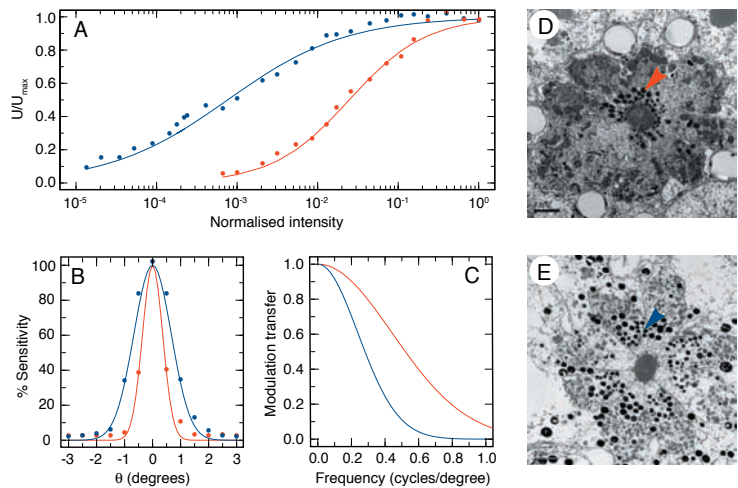 A
D
1.0
0.8
0.6
0.4
0.2
0.0
U/Umax
10⁻⁵ 10⁻⁴ 10⁻³ 10⁻² 10⁻¹ 10⁰
Normalised intensity
B
100
80
60
40
20
0
% Sensitivity
-3 -2 -1 0 1 2 3
θ (degrees)
C
1.0
0.8
0.6
0.4
1.0
0.0
Modulation transfer
0.0 0.2 0.4 0.6 0.8 1.0
Frequency (cycles/degree)
E